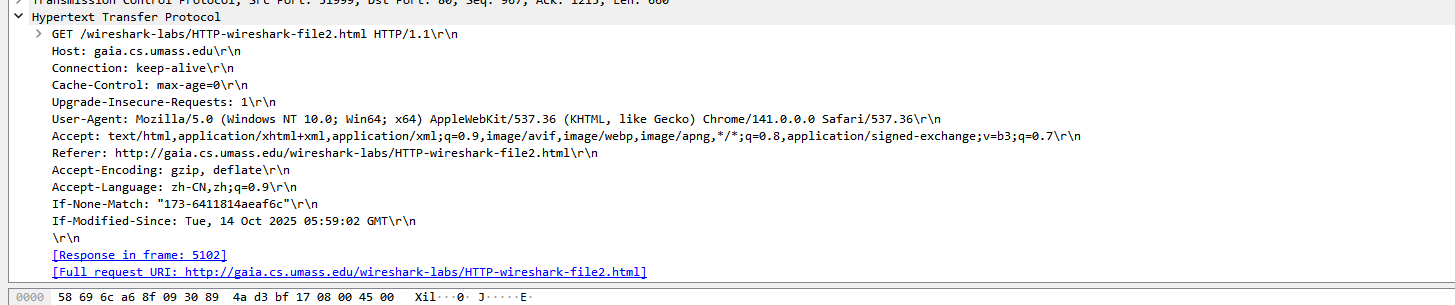 Transmission Control Protocol, Src Port: 51999, Dst Port: 80, Seq: 967, Ack: 1215, Len: 660
Hypertext Transfer Protocol
GET /wireshark-labs/HTTP-wireshark-file2.html HTTP/1.1\r\n
Host: gaia.cs.umass.edu\r\n
Connection: keep-alive\r\n
Cache-Control: max-age=0\r\n
Upgrade-Insecure-Requests: 1\r\n
User-Agent: Mozilla/5.0 (Windows NT 10.0; Win64; x64) AppleWebKit/537.36 (KHTML, like Gecko) Chrome/141.0.0.0 Safari/537.36\r\n
Accept: text/html,application/xhtml+xml,application/xml;q=0.9,image/avif,image/webp,image/apng,*/*;q=0.8,application/signed-exchange;v=b3;q=0.7\r\n
Referer: http://gaia.cs.umass.edu/wireshark-labs/HTTP-wireshark-file2.html\r\n
Accept-Encoding: gzip, deflate\r\n
Accept-Language: zh-CN,zh;q=0.9\r\n
If-None-Match: "173-6411814aeaf6c"\r\n
If-Modified-Since: Tue, 14 Oct 2025 05:59:02 GMT\r\n
\r\n
[Response in frame: 5102]
[Full request URI: http://gaia.cs.umass.edu/wireshark-labs/HTTP-wireshark-file2.html]
0000 58 69 6c a6 8f 09 30 89 4a d3 bf 17 08 00 45 00 Xil···0· J·····E·